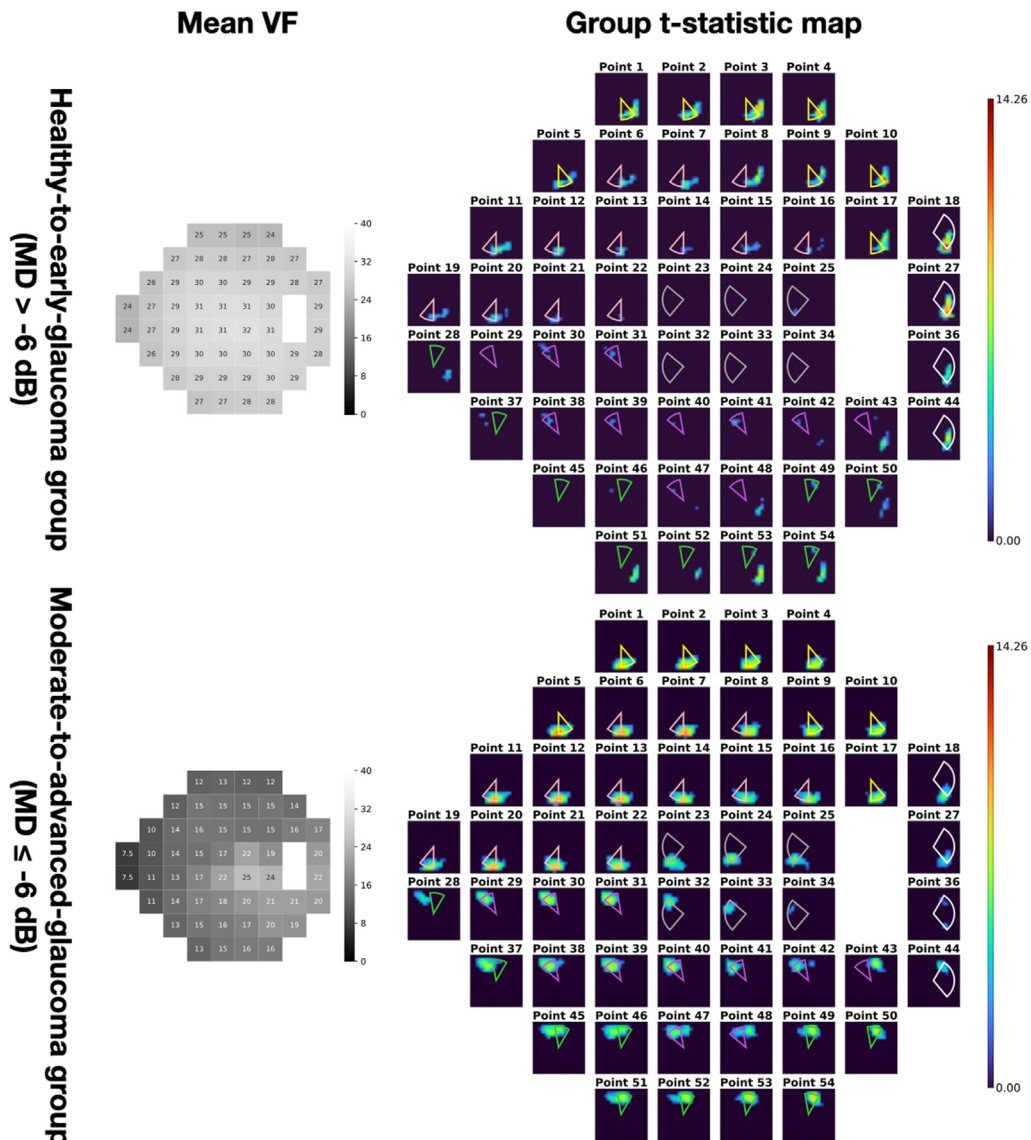 Mean VF
Group t-statistic map
Healthy-to-early-glaucoma group
(MD > -6 dB)
25 25 25 24
27 28 28 27 28 27
26 29 30 30 29 29 28 27
24 27 29 31 31 31 30 29
24 27 29 31 31 32 31 29
26 29 30 30 30 30 29 28
28 29 29 30 30 29
27 27 28 28
40
32
24
16
8
0
Point 1 Point 2 Point 3 Point 4
Point 5 Point 6 Point 7 Point 8 Point 9 Point 10
Point 11 Point 12 Point 13 Point 14 Point 15 Point 16 Point 17 Point 18
Point 19 Point 20 Point 21 Point 22 Point 23 Point 24 Point 25 Point 27
Point 28 Point 29 Point 30 Point 31 Point 32 Point 33 Point 34 Point 36
Point 37 Point 38 Point 39 Point 40 Point 41 Point 42 Point 43 Point 44
Point 45 Point 46 Point 47 Point 48 Point 49 Point 50
Point 51 Point 52 Point 53 Point 54
14.26
0.00
Moderate-to-advanced-glaucoma group
(MD ≤ -6 dB)
12 13 12 12
12 15 15 15 15 14
10 14 16 15 15 15 16 17
7.5 10 14 15 17 22 19 20
7.5 11 13 17 22 25 24 22
11 14 17 18 20 21 21 20
13 15 16 17 20 19
13 15 16 16
40
32
24
16
8
0
Point 1 Point 2 Point 3 Point 4
Point 5 Point 6 Point 7 Point 8 Point 9 Point 10
Point 11 Point 12 Point 13 Point 14 Point 15 Point 16 Point 17 Point 18
Point 19 Point 20 Point 21 Point 22 Point 23 Point 24 Point 25 Point 27
Point 28 Point 29 Point 30 Point 31 Point 32 Point 33 Point 34 Point 36
Point 37 Point 38 Point 39 Point 40 Point 41 Point 42 Point 43 Point 44
Point 45 Point 46 Point 47 Point 48 Point 49 Point 50
Point 51 Point 52 Point 53 Point 54
14.26
0.00